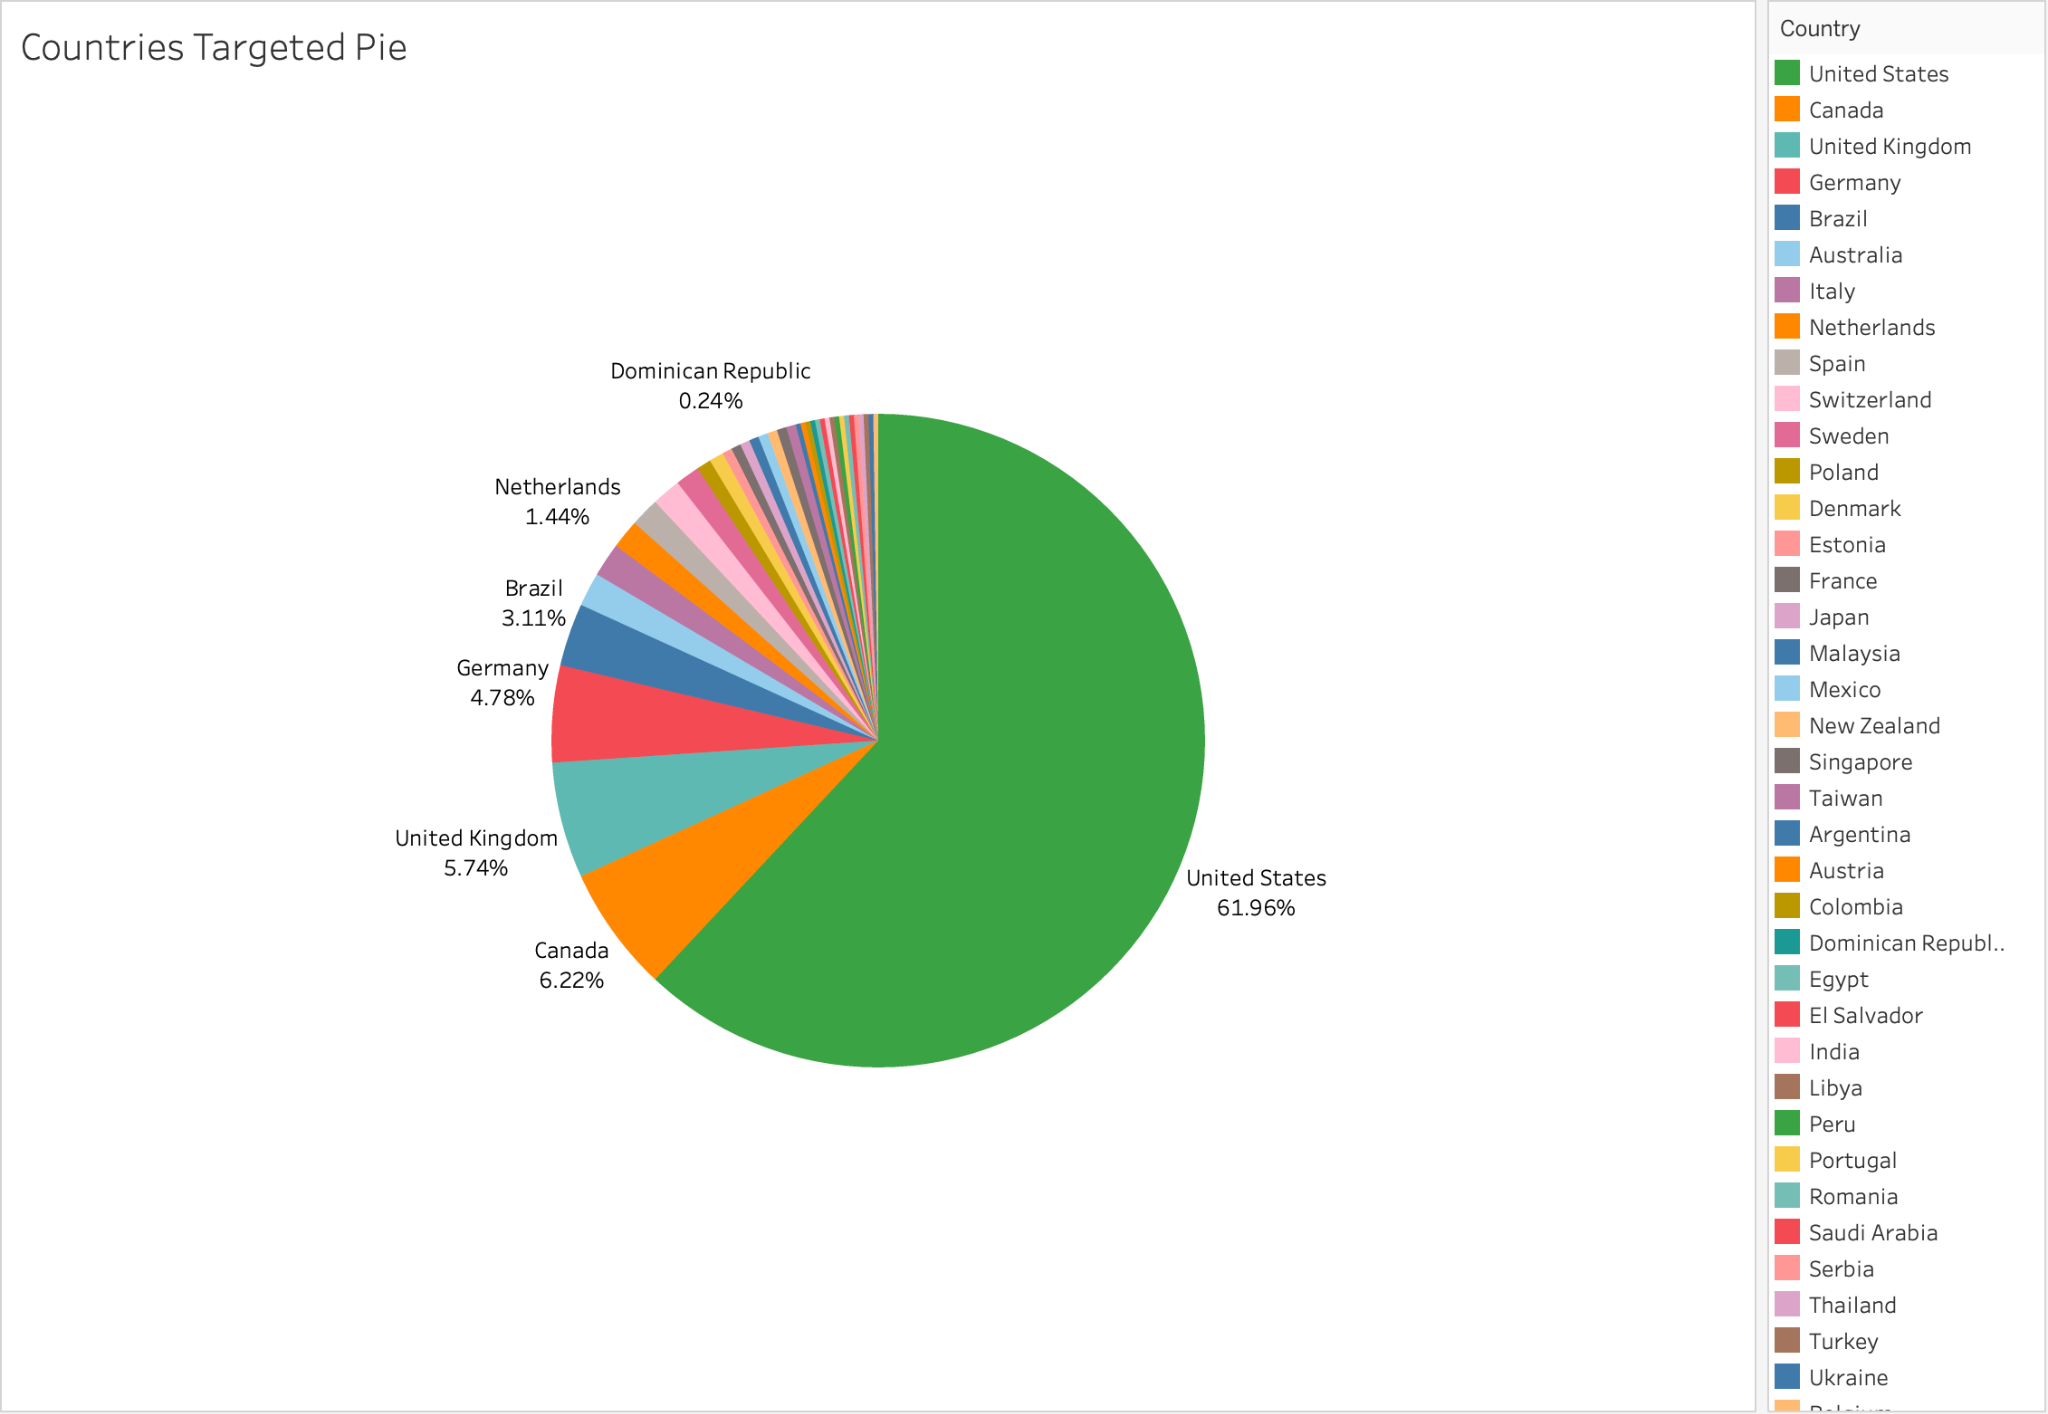 Countries Targeted Pie
Dominican Republic
0.24%
Netherlands
1.44%
Brazil
3.11%
Germany
4.78%
United Kingdom
5.74%
Canada
6.22%
United States
61.96%
Country
United States
Canada
United Kingdom
Germany
Brazil
Australia
Italy
Netherlands
Spain
Switzerland
Sweden
Poland
Denmark
Estonia
France
Japan
Malaysia
Mexico
New Zealand
Singapore
Taiwan
Argentina
Austria
Colombia
Dominican Republ..
Egypt
El Salvador
India
Libya
Peru
Portugal
Romania
Saudi Arabia
Serbia
Thailand
Turkey
Ukraine